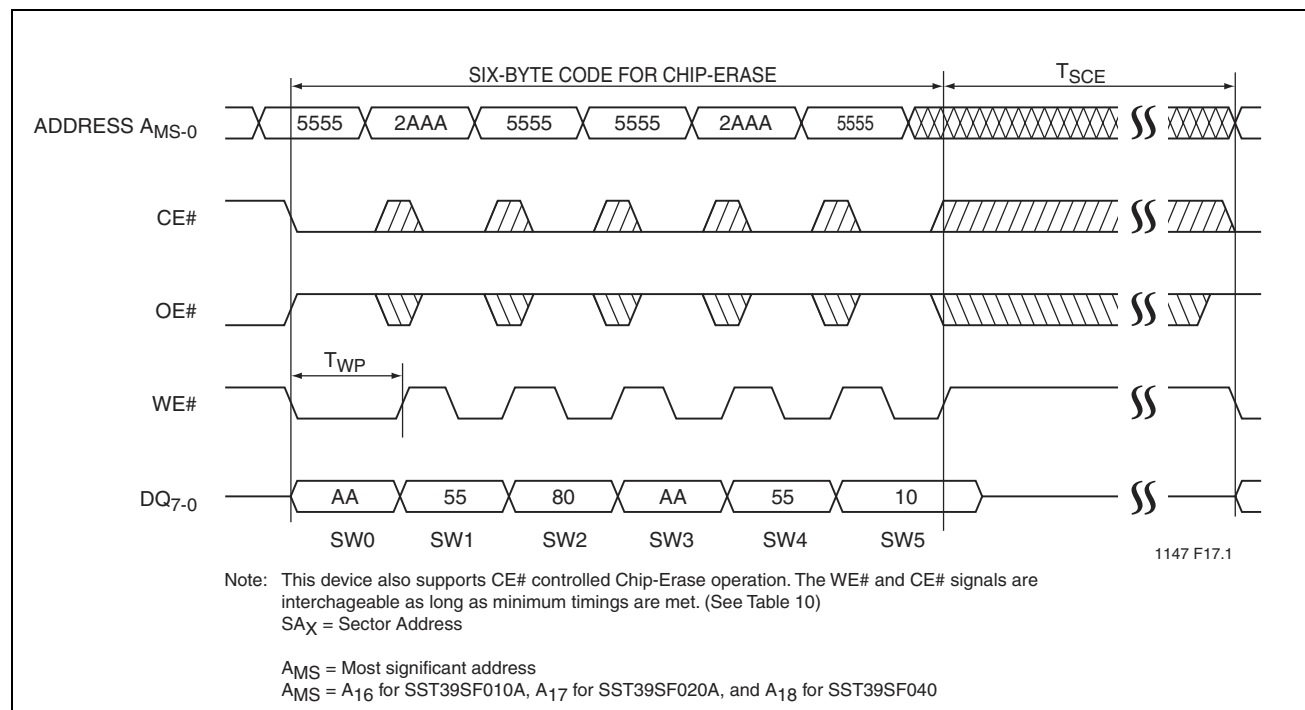 SIX-BYTE CODE FOR CHIP-ERASE
TSCE
ADDRESS AMS-0
5555 2AAA 5555 5555 2AAA 5555
CE#
OE#
TWP
WE#
DQ7-0
AA 55 80 AA 55 10
SW0 SW1 SW2 SW3 SW4 SW5
1147 F17.1
Note: This device also supports CE# controlled Chip-Erase operation. The WE# and CE# signals are
interchageable as long as minimum timings are met. (See Table 10)
SAX = Sector Address
AMS = Most significant address
AMS = A16 for SST39SF010A, A17 for SST39SF020A, and A18 for SST39SF040